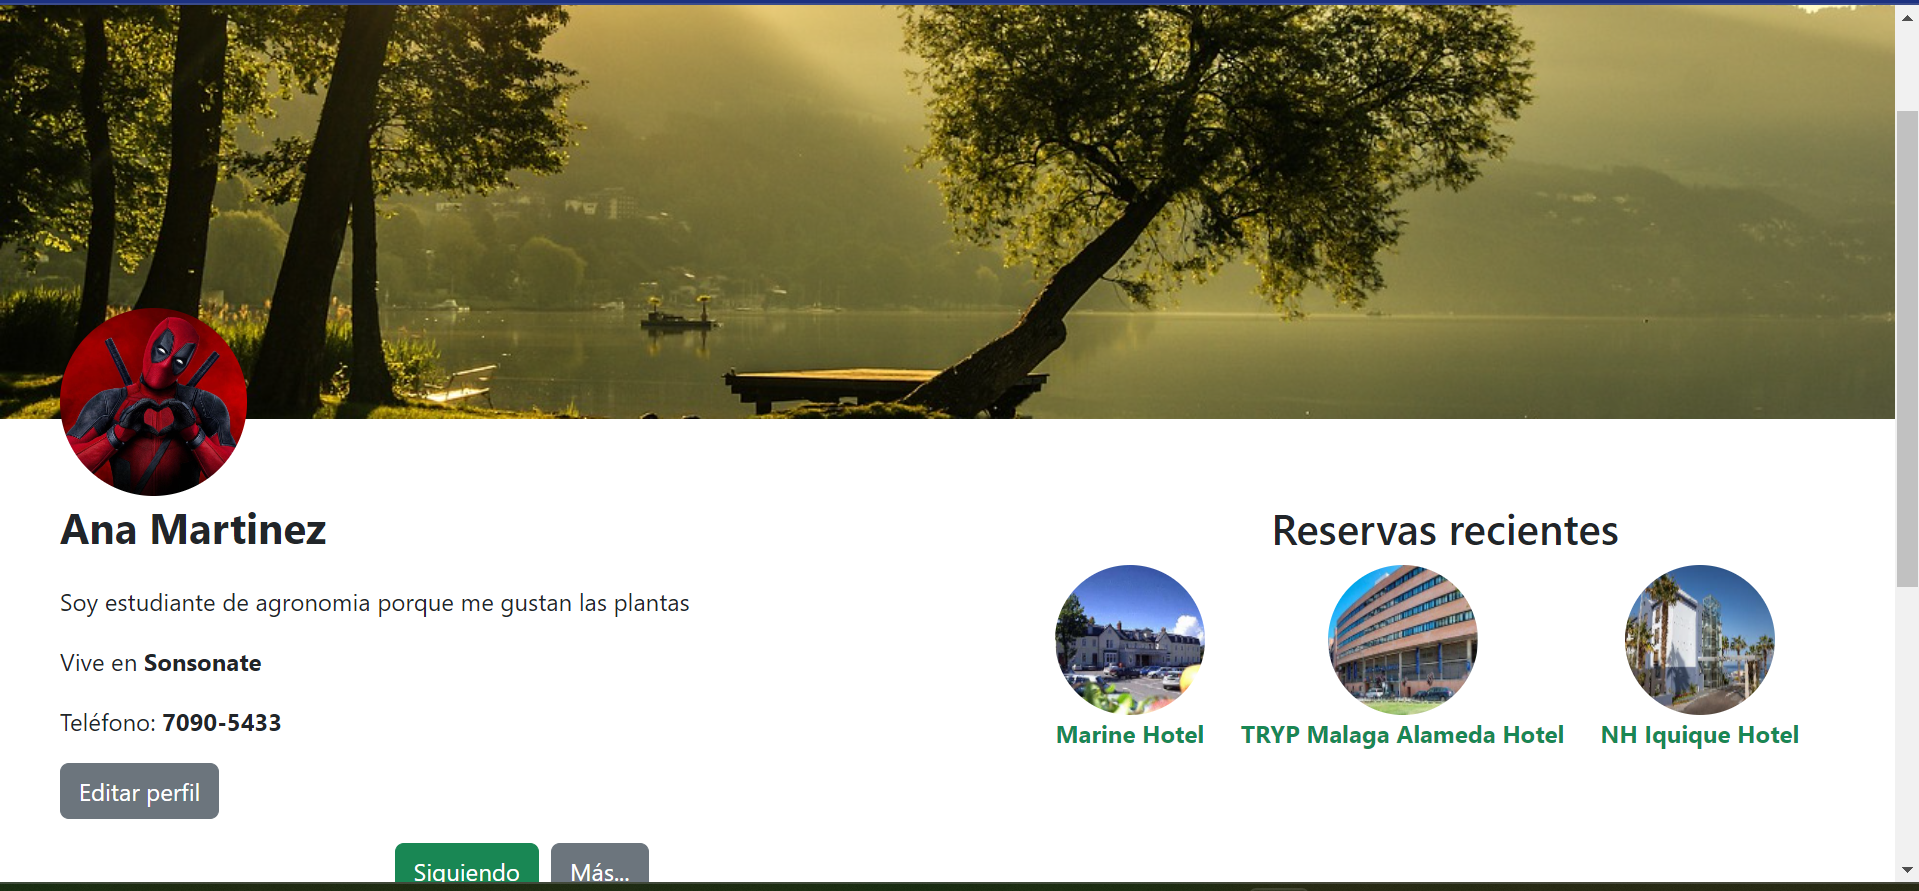 Ana Martinez
Soy estudiante de agronomia porque me gustan las plantas
Vive en Sonsonate
Teléfono: 7090-5433
Editar perfil
Siguiendo
Más...
Reservas recientes
Marine Hotel
TRYP Malaga Alameda Hotel
NH Iquique Hotel